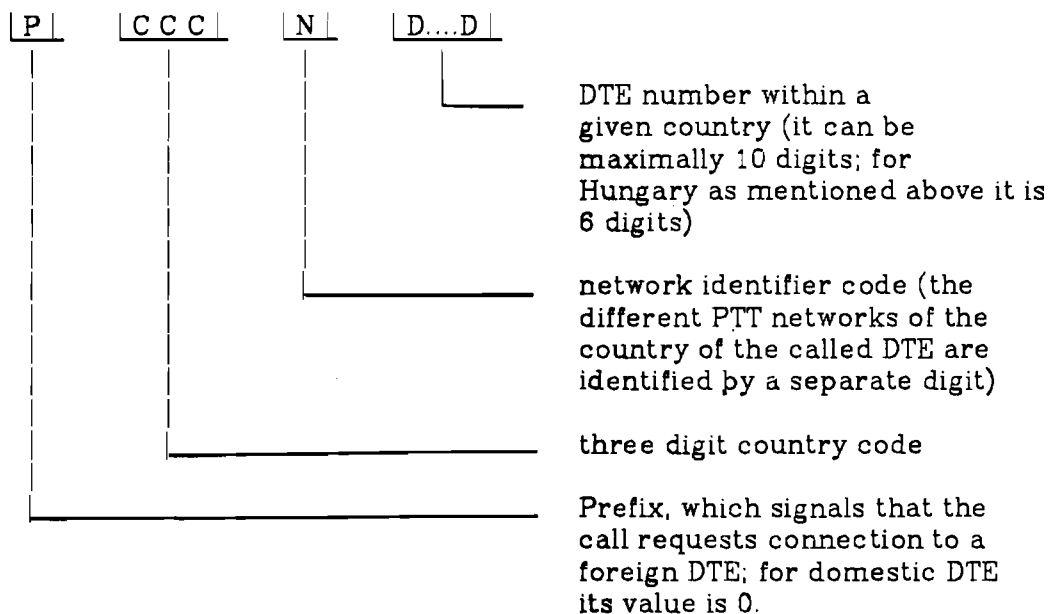 P CCC N D....D
DTE number within a
given country (it can be
maximally 10 digits; for
Hungary as mentioned above it is
6 digits)
network identifier code (the
different PTT networks of the
country of the called DTE are
identified by a separate digit)
three digit country code
Prefix, which signals that the
call requests connection to a
foreign DTE; for domestic DTE
its value is 0.